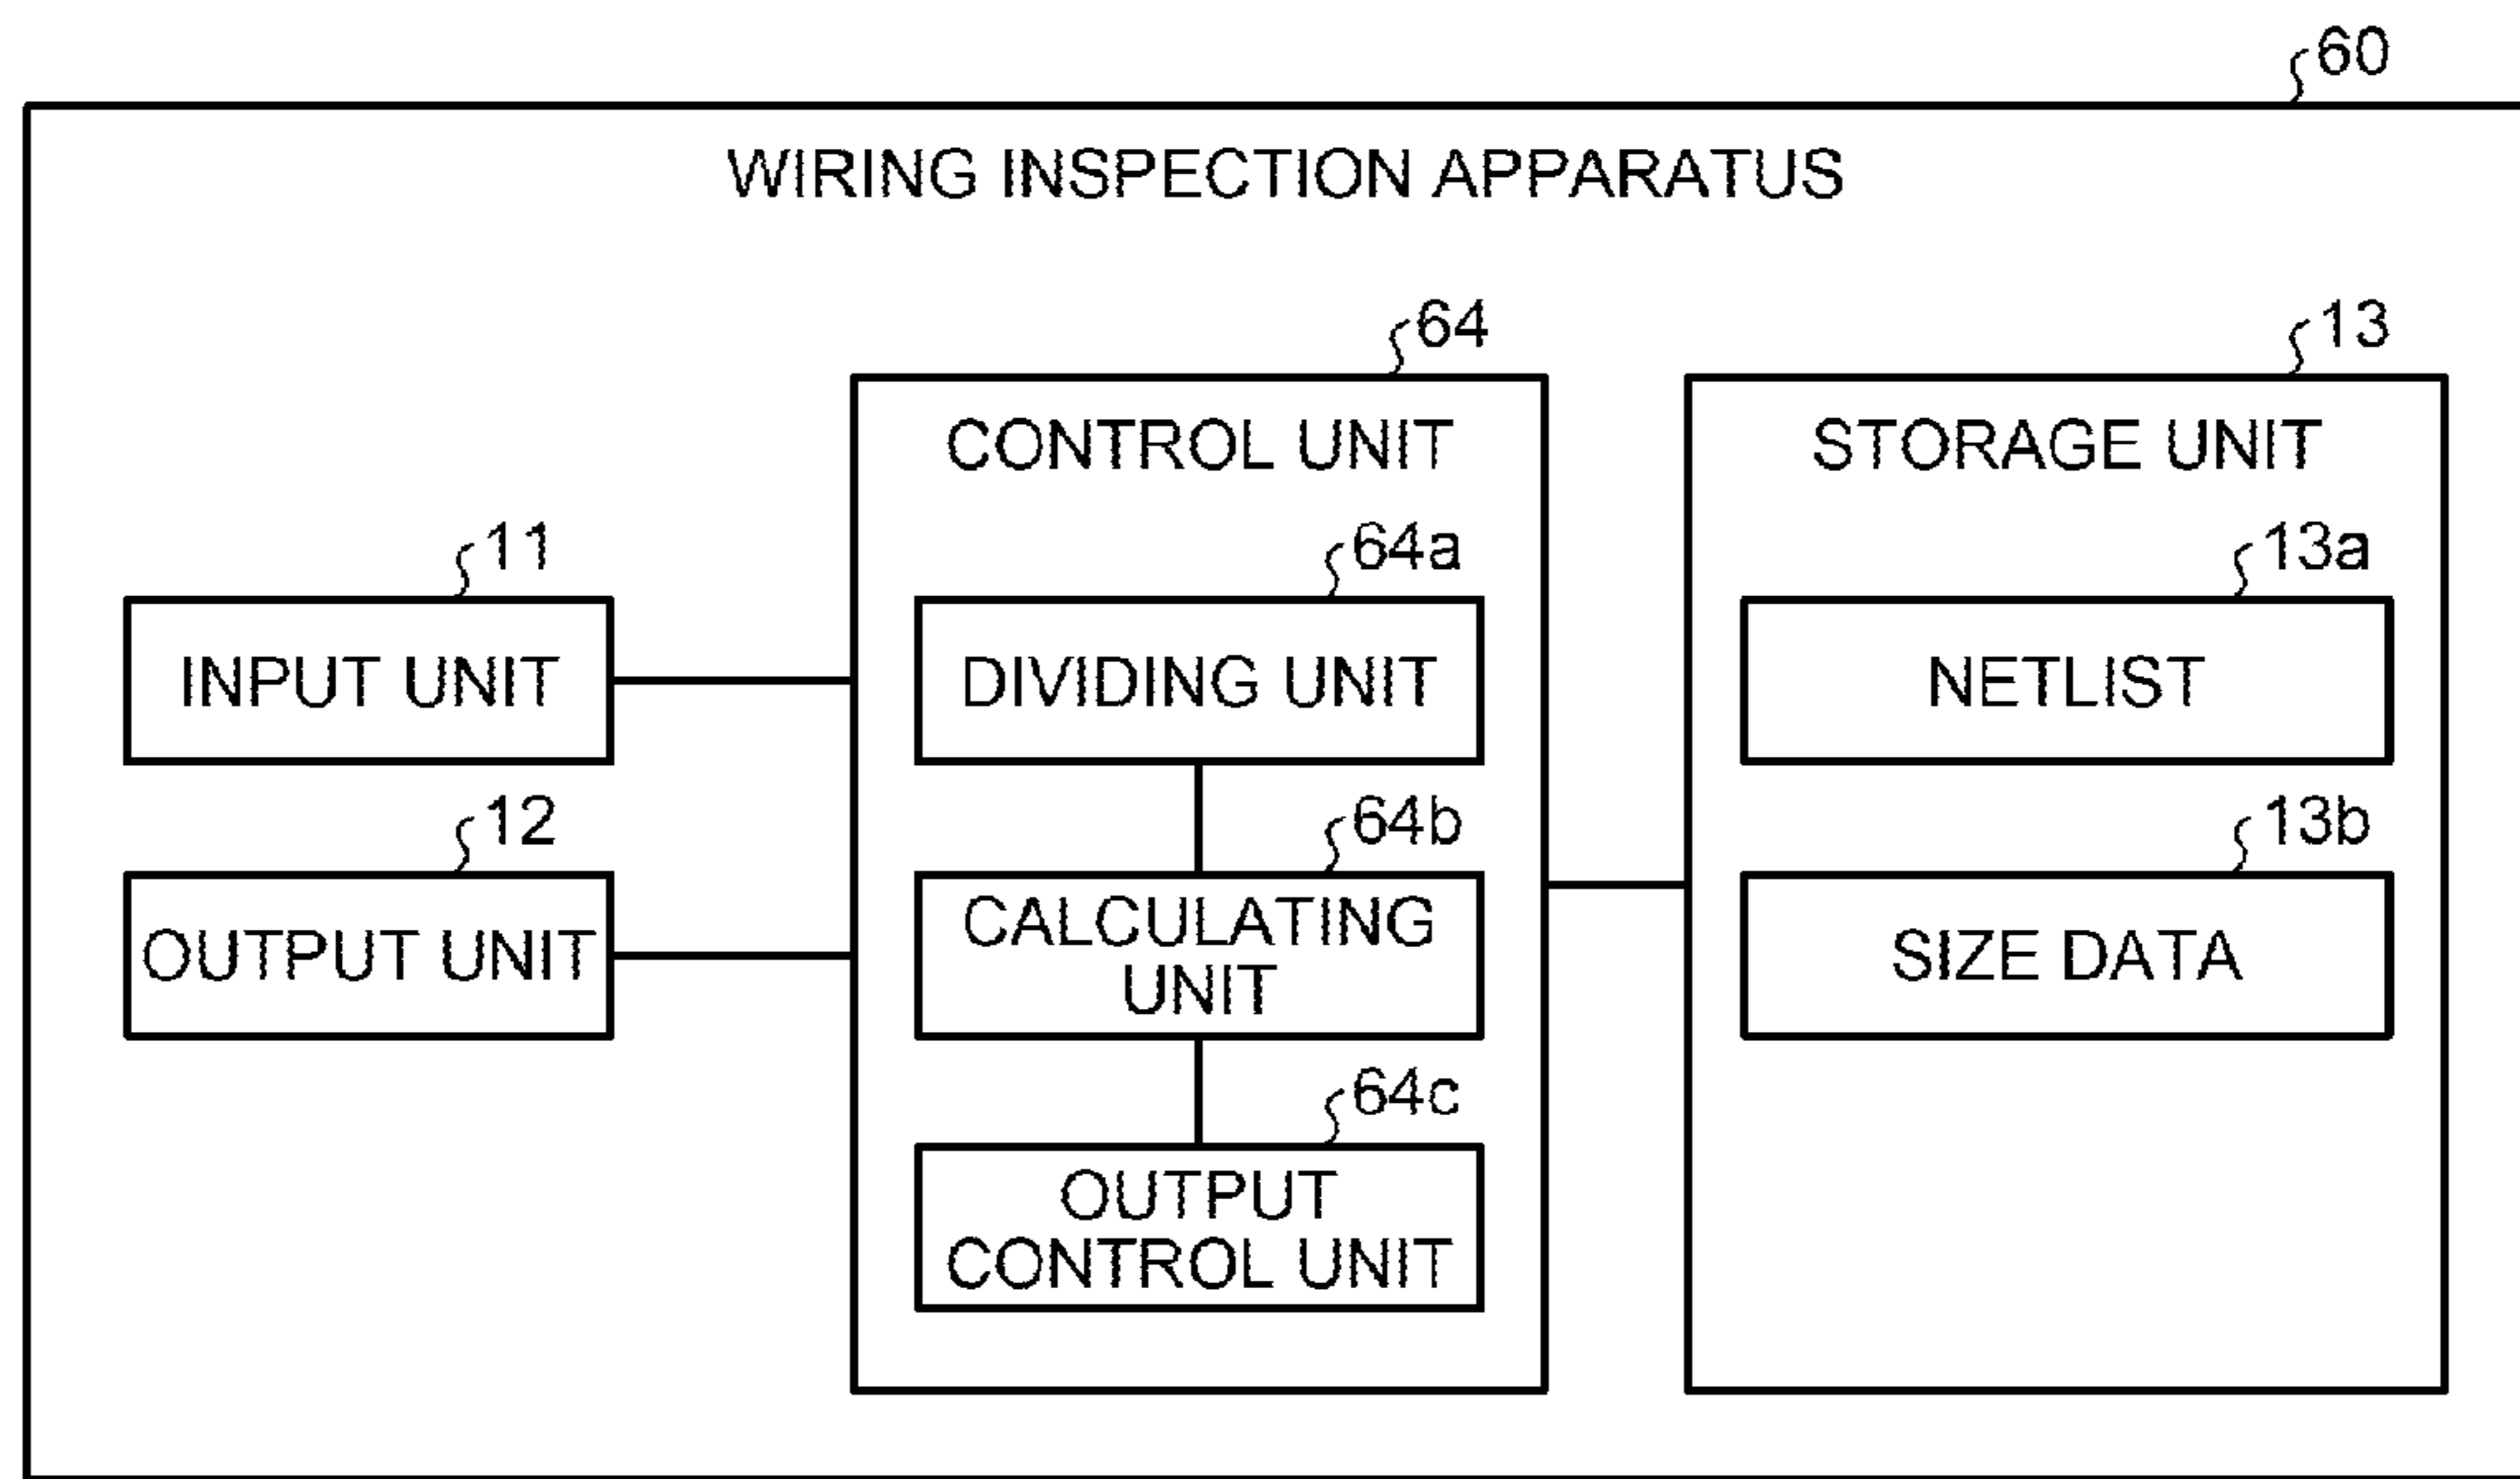 60
WIRING INSPECTION APPARATUS
64
CONTROL UNIT
13
STORAGE UNIT
11
INPUT UNIT
64a
DIVIDING UNIT
13a
NETLIST
12
OUTPUT UNIT
64b
CALCULATING
UNIT
13b
SIZE DATA
64c
OUTPUT
CONTROL UNIT